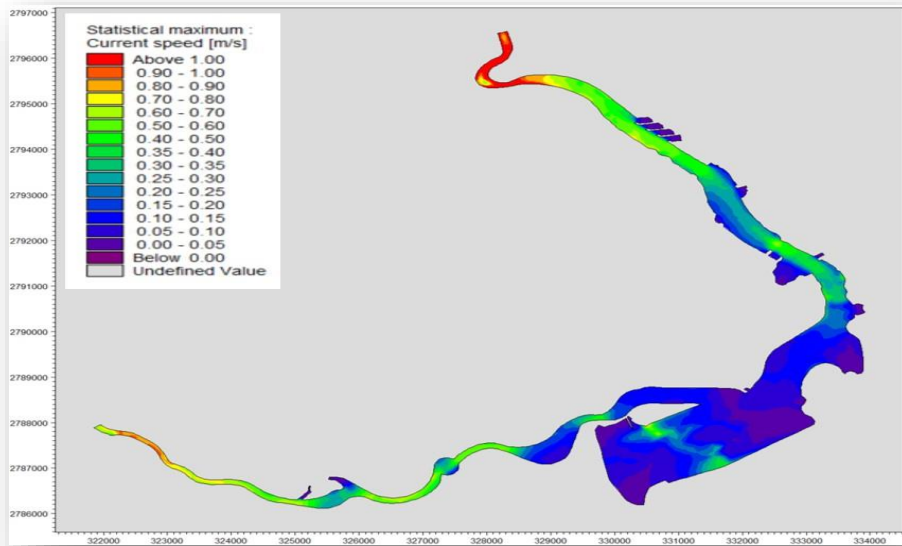 Statistical maximum :
Current speed [m/s]
Above 1.00
0.90 - 1.00
0.80 - 0.90
0.70 - 0.80
0.60 - 0.70
0.50 - 0.60
0.40 - 0.50
0.35 - 0.40
0.30 - 0.35
0.25 - 0.30
0.20 - 0.25
0.15 - 0.20
0.10 - 0.15
0.05 - 0.10
0.00 - 0.05
Below 0.00
Undefined Value
2797000
2796000
2795000
2794000
2793000
2792000
2791000
2790000
2789000
2788000
2787000
2786000
322000 323000 324000 325000 326000 327000 328000 329000 330000 331000 332000 333000 334000